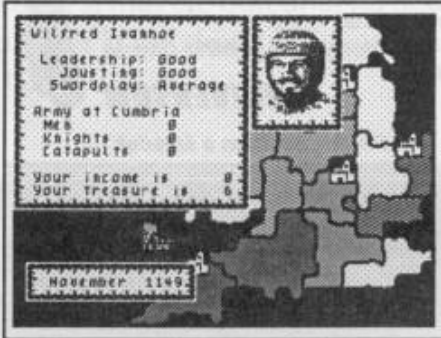 Wilfred Ivanhoe
Leadership: Good
Jousting: Good
Swordplay: Average
Army at Cumbria
Men 0
Knights 0
Catapults 0
Your income is 0
Your treasure is 6
November 1149